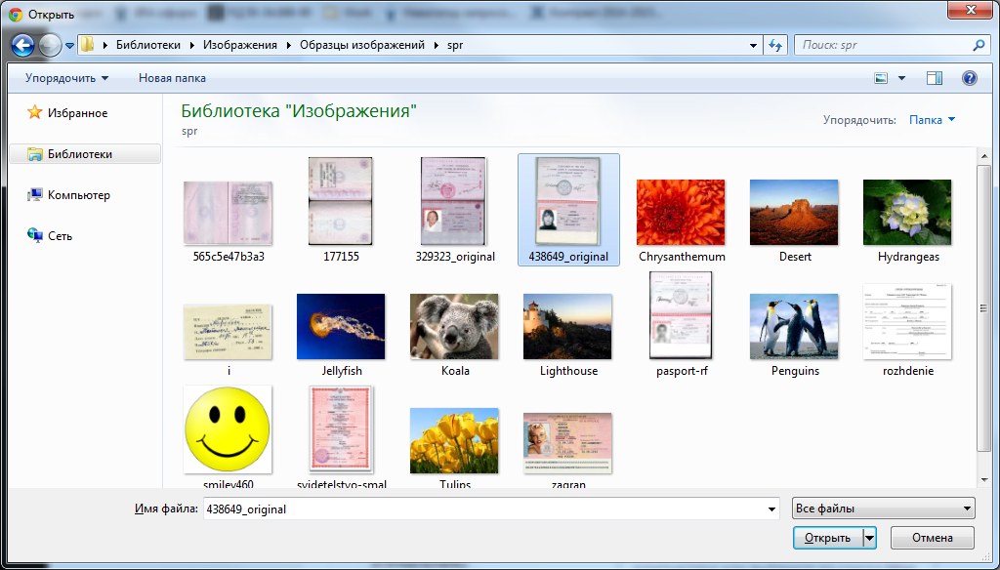 Открыть
Библиотеки
Изображения
Образцы изображений
spr
Поиск: spr
Упорядочить
Новая папка
Избранное
Библиотеки
Компьютер
Сеть
Библиотека "Изображения"
spr
Упорядочить:
Папка
565c5e47b3a3
177155
329323_original
438649_original
Chrysanthemum
Desert
Hydrangeas
i
Jellyfish
Koala
Lighthouse
pasport-rf
Penguins
rozhdenie
smiley460
svidetelstvo-smal
Tulips
zagran
Имя файла:
438649_original
Все файлы
Открыть
Отмена